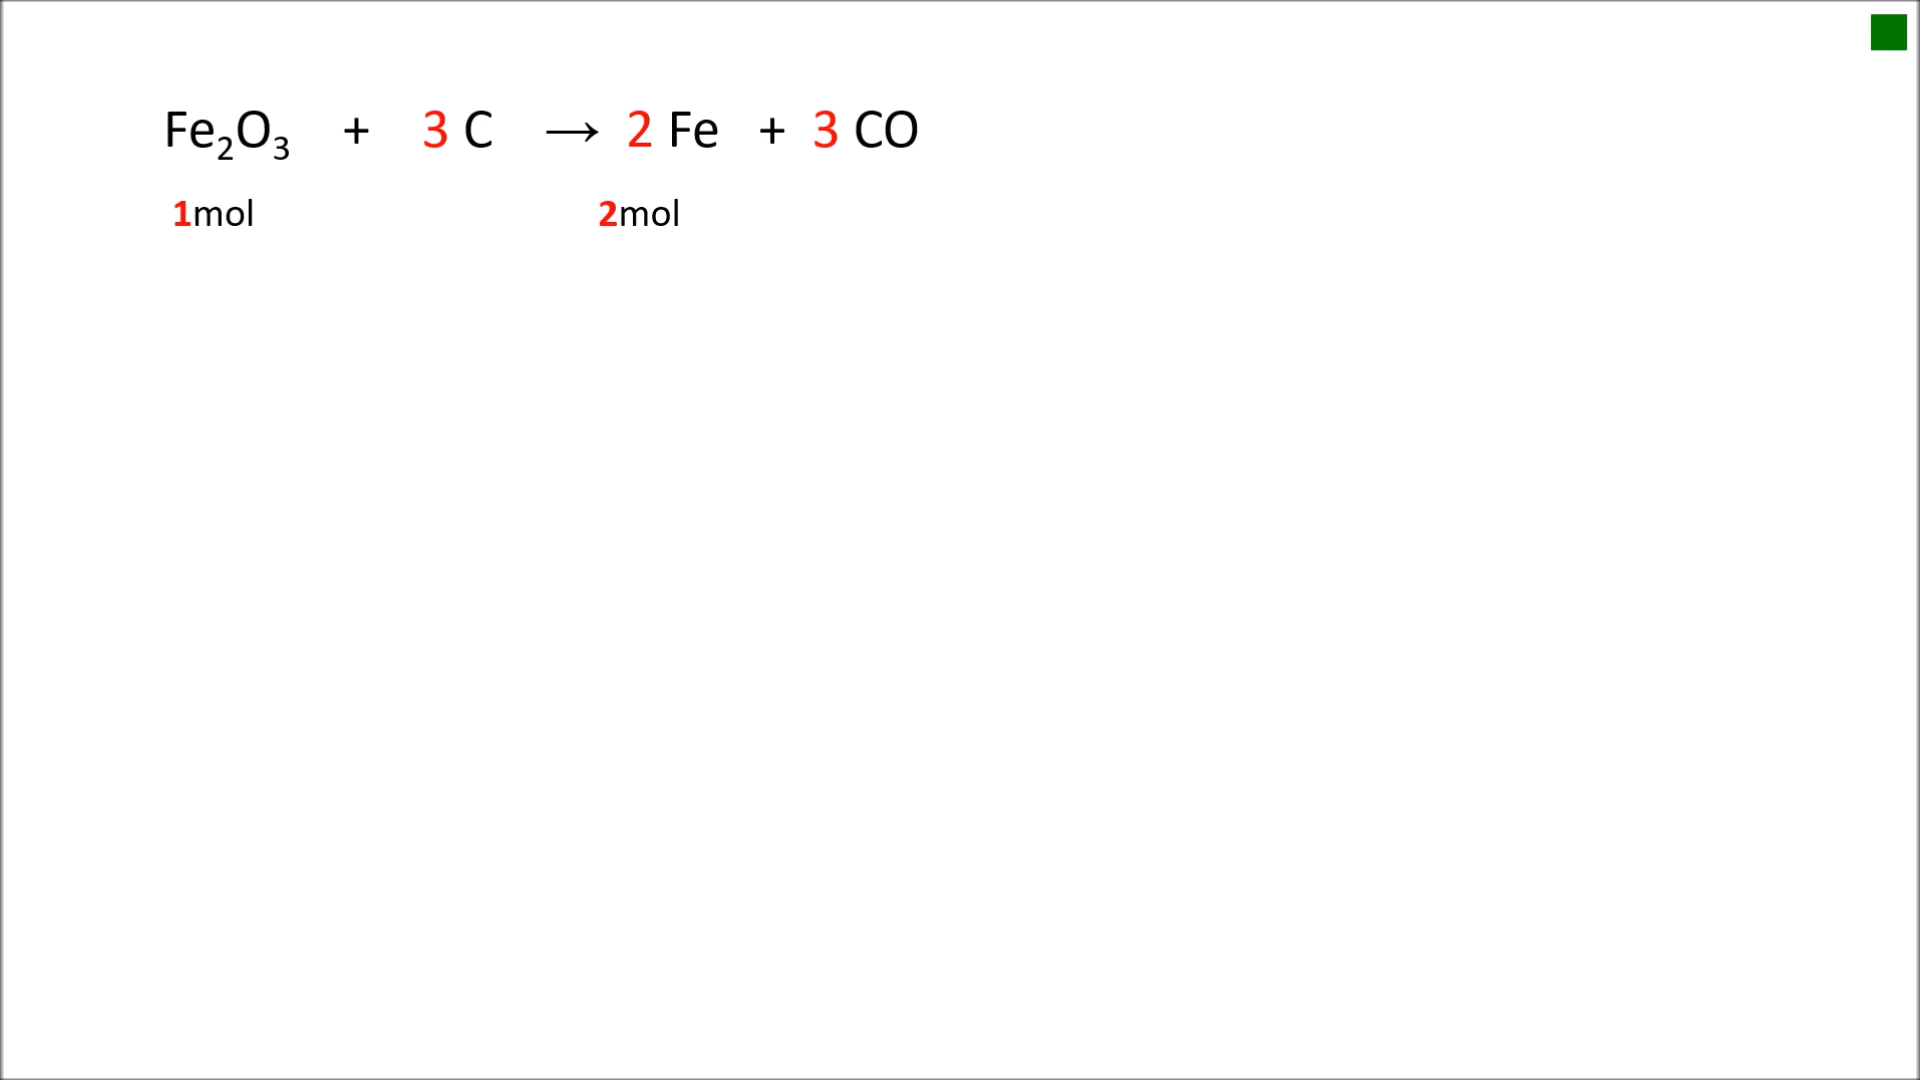 Fe₂O₃ + 3 C → 2 Fe + 3 CO
1mol 2mol